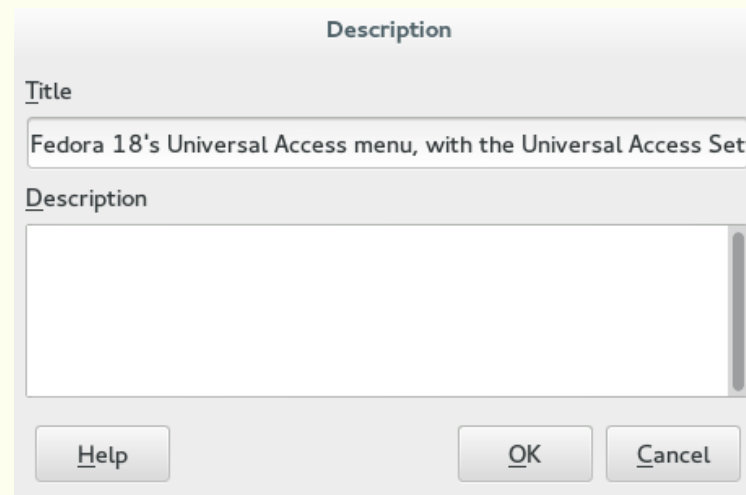 Description
Title
Fedora 18's Universal Access menu, with the Universal Access Set
Description
Help OK Cancel